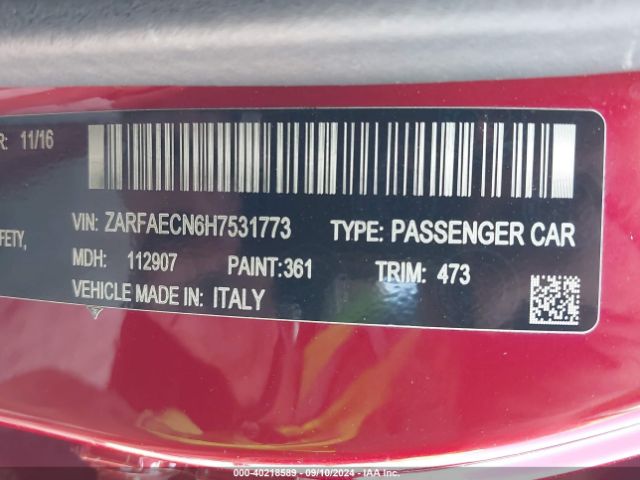 R: 11/16
VIN: ZARFAECN6H7531773 TYPE: PASSENGER CAR
FETY,
MDH: 112907 PAINT:361 TRIM: 473
VEHICLE MADE IN: ITALY
000-40218589 - 09/10/2024 - IAA Inc.